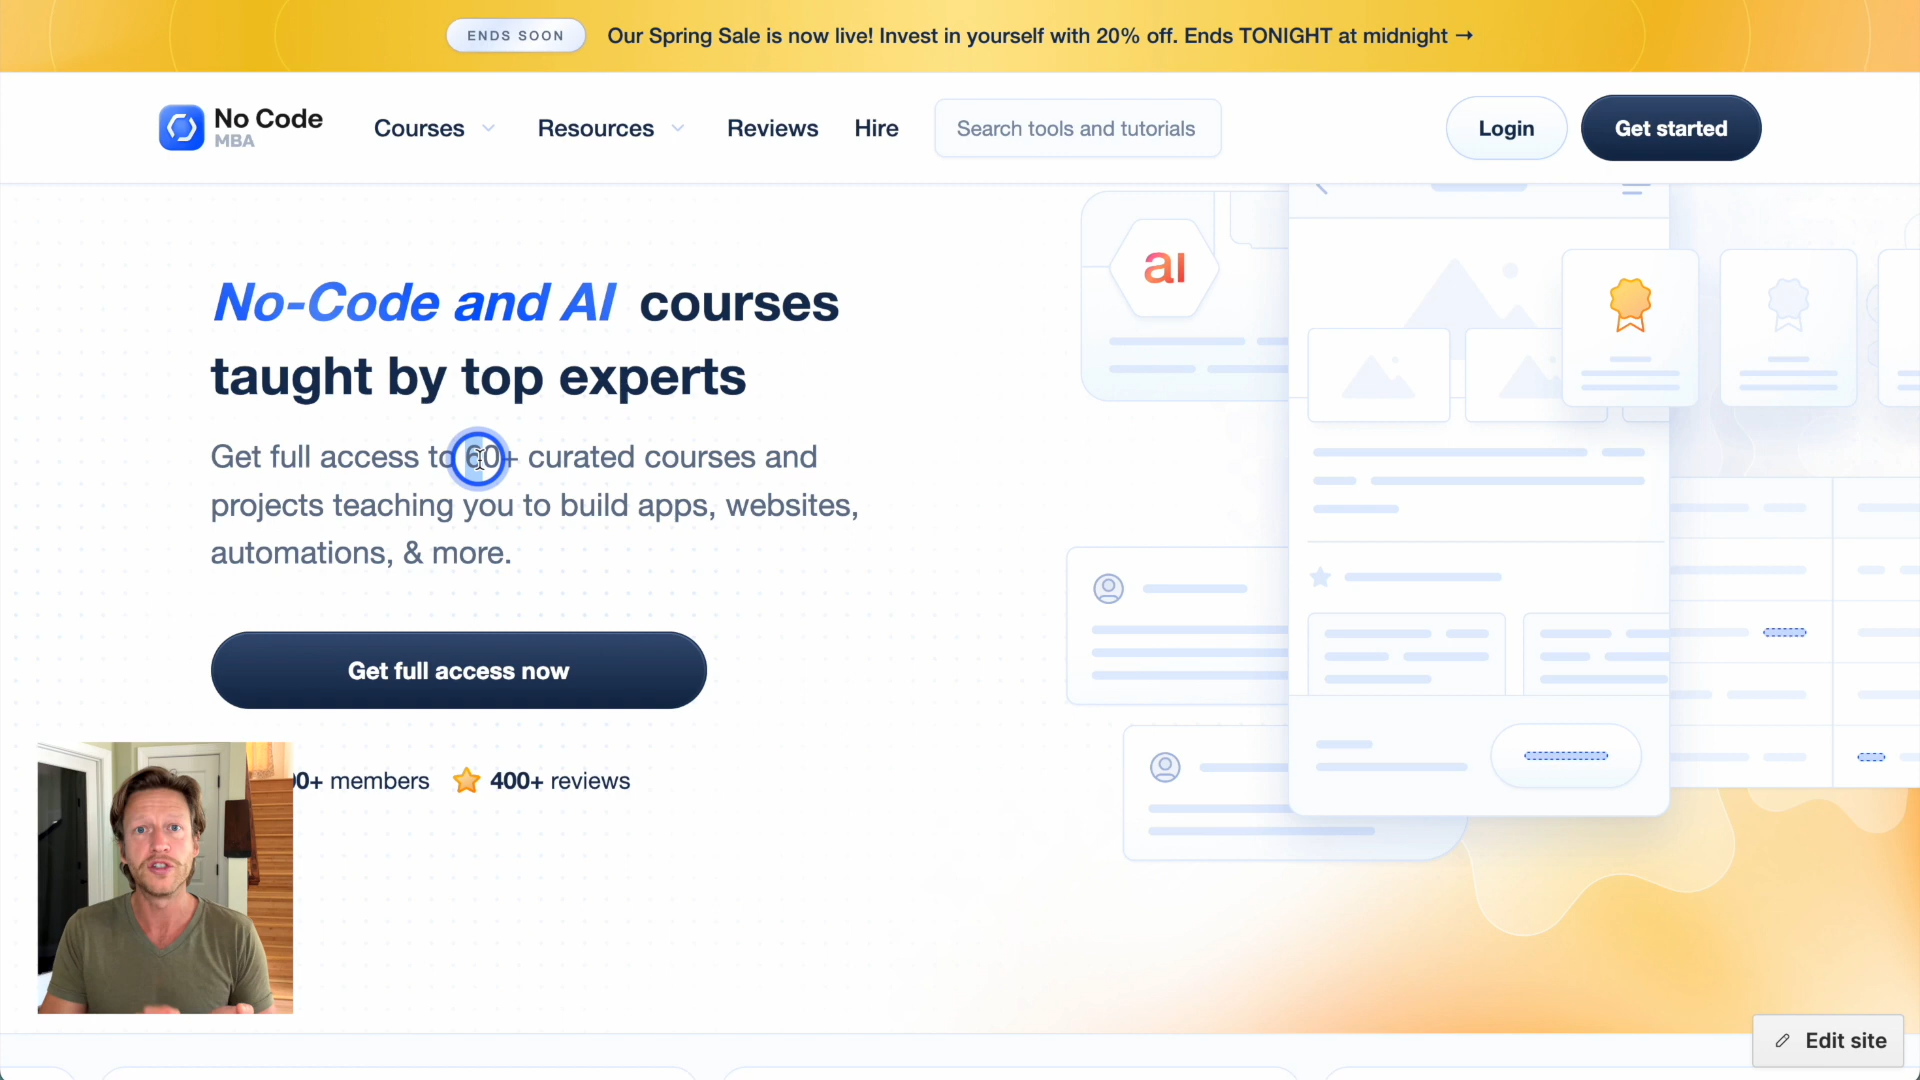 ENDS SOON
Our Spring Sale is now live! Invest in yourself with 20% off. Ends TONIGHT at midnight →
No Code
MBA
Courses
Resources
Reviews
Hire
Search tools and tutorials
Login
Get started
ai
No-Code and AI courses
taught by top experts
Get full access to 60+ curated courses and
projects teaching you to build apps, websites,
automations, & more.
Get full access now
0+ members
400+ reviews
Edit site